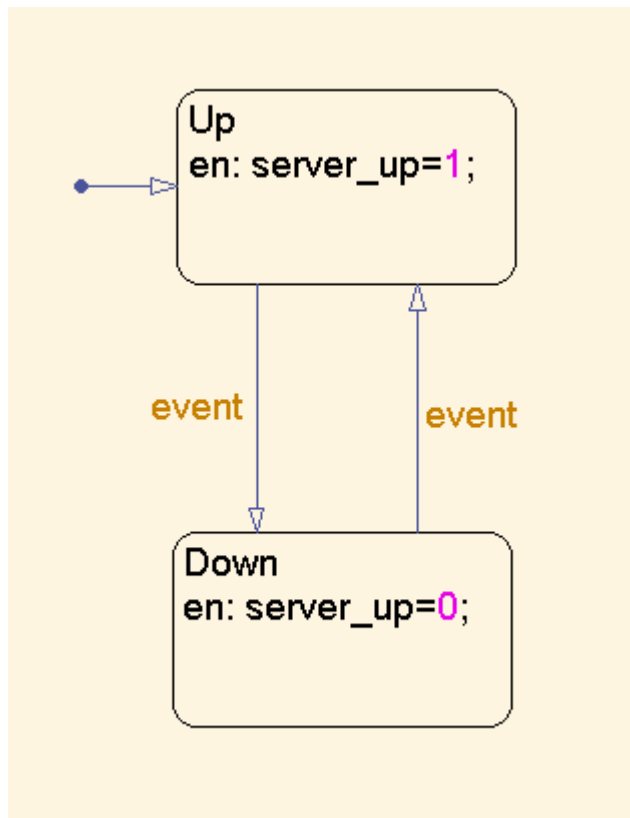 Up
en: server_up=1;
event
event
Down
en: server_up=0;